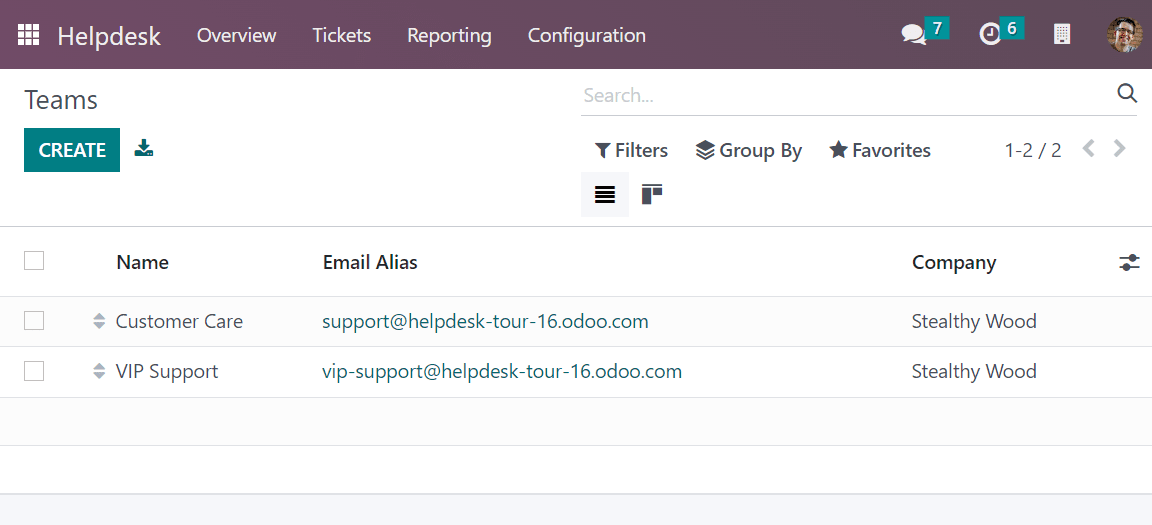 Helpdesk Overview Tickets Reporting Configuration 7 6
Teams Search...
CREATE Filters Group By Favorites 1-2 / 2
Name Email Alias Company
Customer Care support@helpdesk-tour-16.odoo.com Stealthy Wood
VIP Support vip-support@helpdesk-tour-16.odoo.com Stealthy Wood